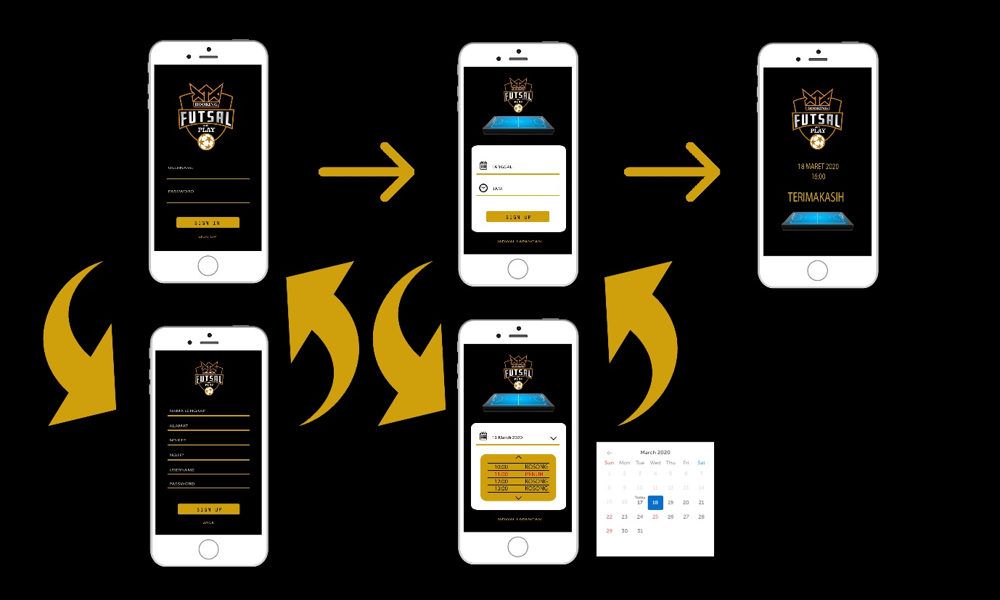 BOOKING
FUTSAL
PLAY
USERNAME
PASSWORD
SIGN IN
SIGN UP
BOOKING
FUTSAL
PLAY
TANGGAL
JAM
SIGN UP
JADWAL LAPANGAN
BOOKING
FUTSAL
PLAY
18 MARET 2020
16:00
TERIMAKASIH
BOOKING
FUTSAL
PLAY
NAMA LENGKAP
ALAMAT
NO.KTP
NO.HP
USERNAME
PASSWORD
SIGN UP
BACK
BOOKING
FUTSAL
PLAY
18 March 2020
10:00 KOSONG
11:00 PENUH
12:00 KOSONG
13:00 KOSONG
JADWAL LAPANGAN
← March 2020
Sun Mon Tue Wed Thu Fri Sat
1 2 3 4 5 6 7
8 9 10 11 12 13 14
Today
15 16 17 18 19 20 21
22 23 24 25 26 27 28
29 30 31